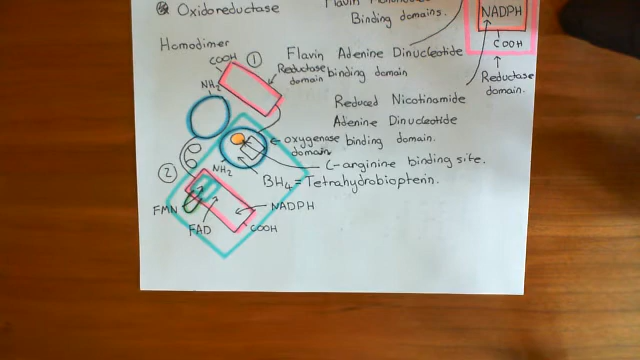 Oxidoreductase
Binding domains.
NADPH
COOH
Reductase
domain.
Homodimer
COOH
①
Reductase
domain
NH2
Flavin Adenine Dinucleotide
binding domain
Reduced Nicotinamide
Adenine Dinucleotide
binding domain.
oxygenase
domain
L-arginine binding site.
NH2
BH4 = Tetrahydrobiopterin.
②
FMN
FAD
NADPH
COOH